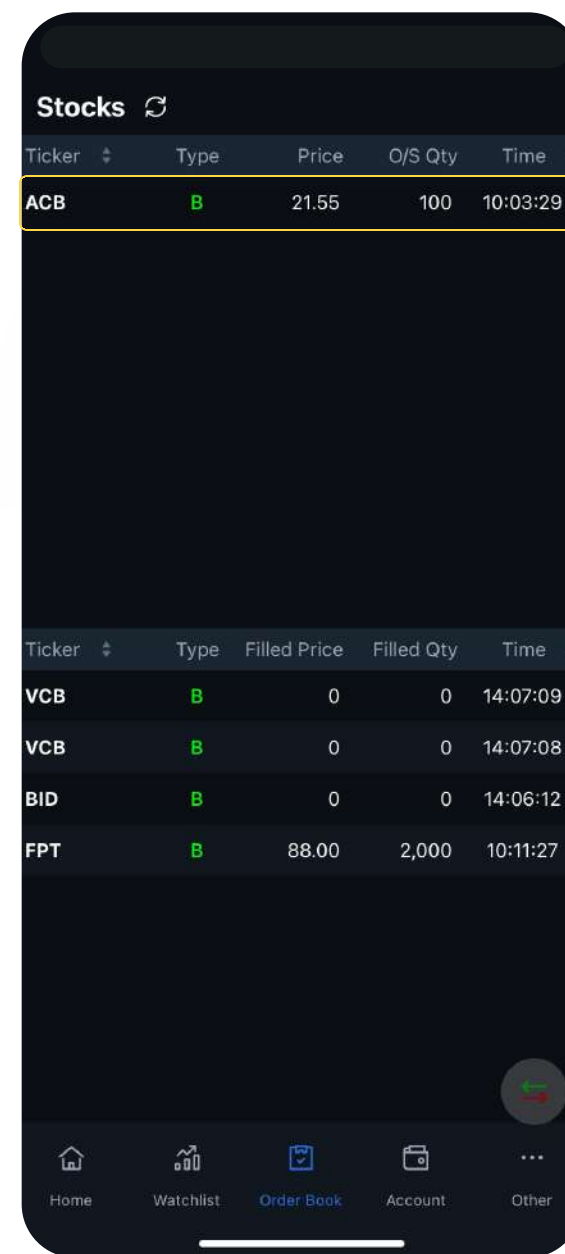 Stocks
Ticker Type Price O/S Qty Time
ACB B 21.55 100 10:03:29
Ticker Type Filled Price Filled Qty Time
VCB B 0 0 14:07:09
VCB B 0 0 14:07:08
BID B 0 0 14:06:12
FPT B 88.00 2,000 10:11:27
Home Watchlist Order Book Account Other